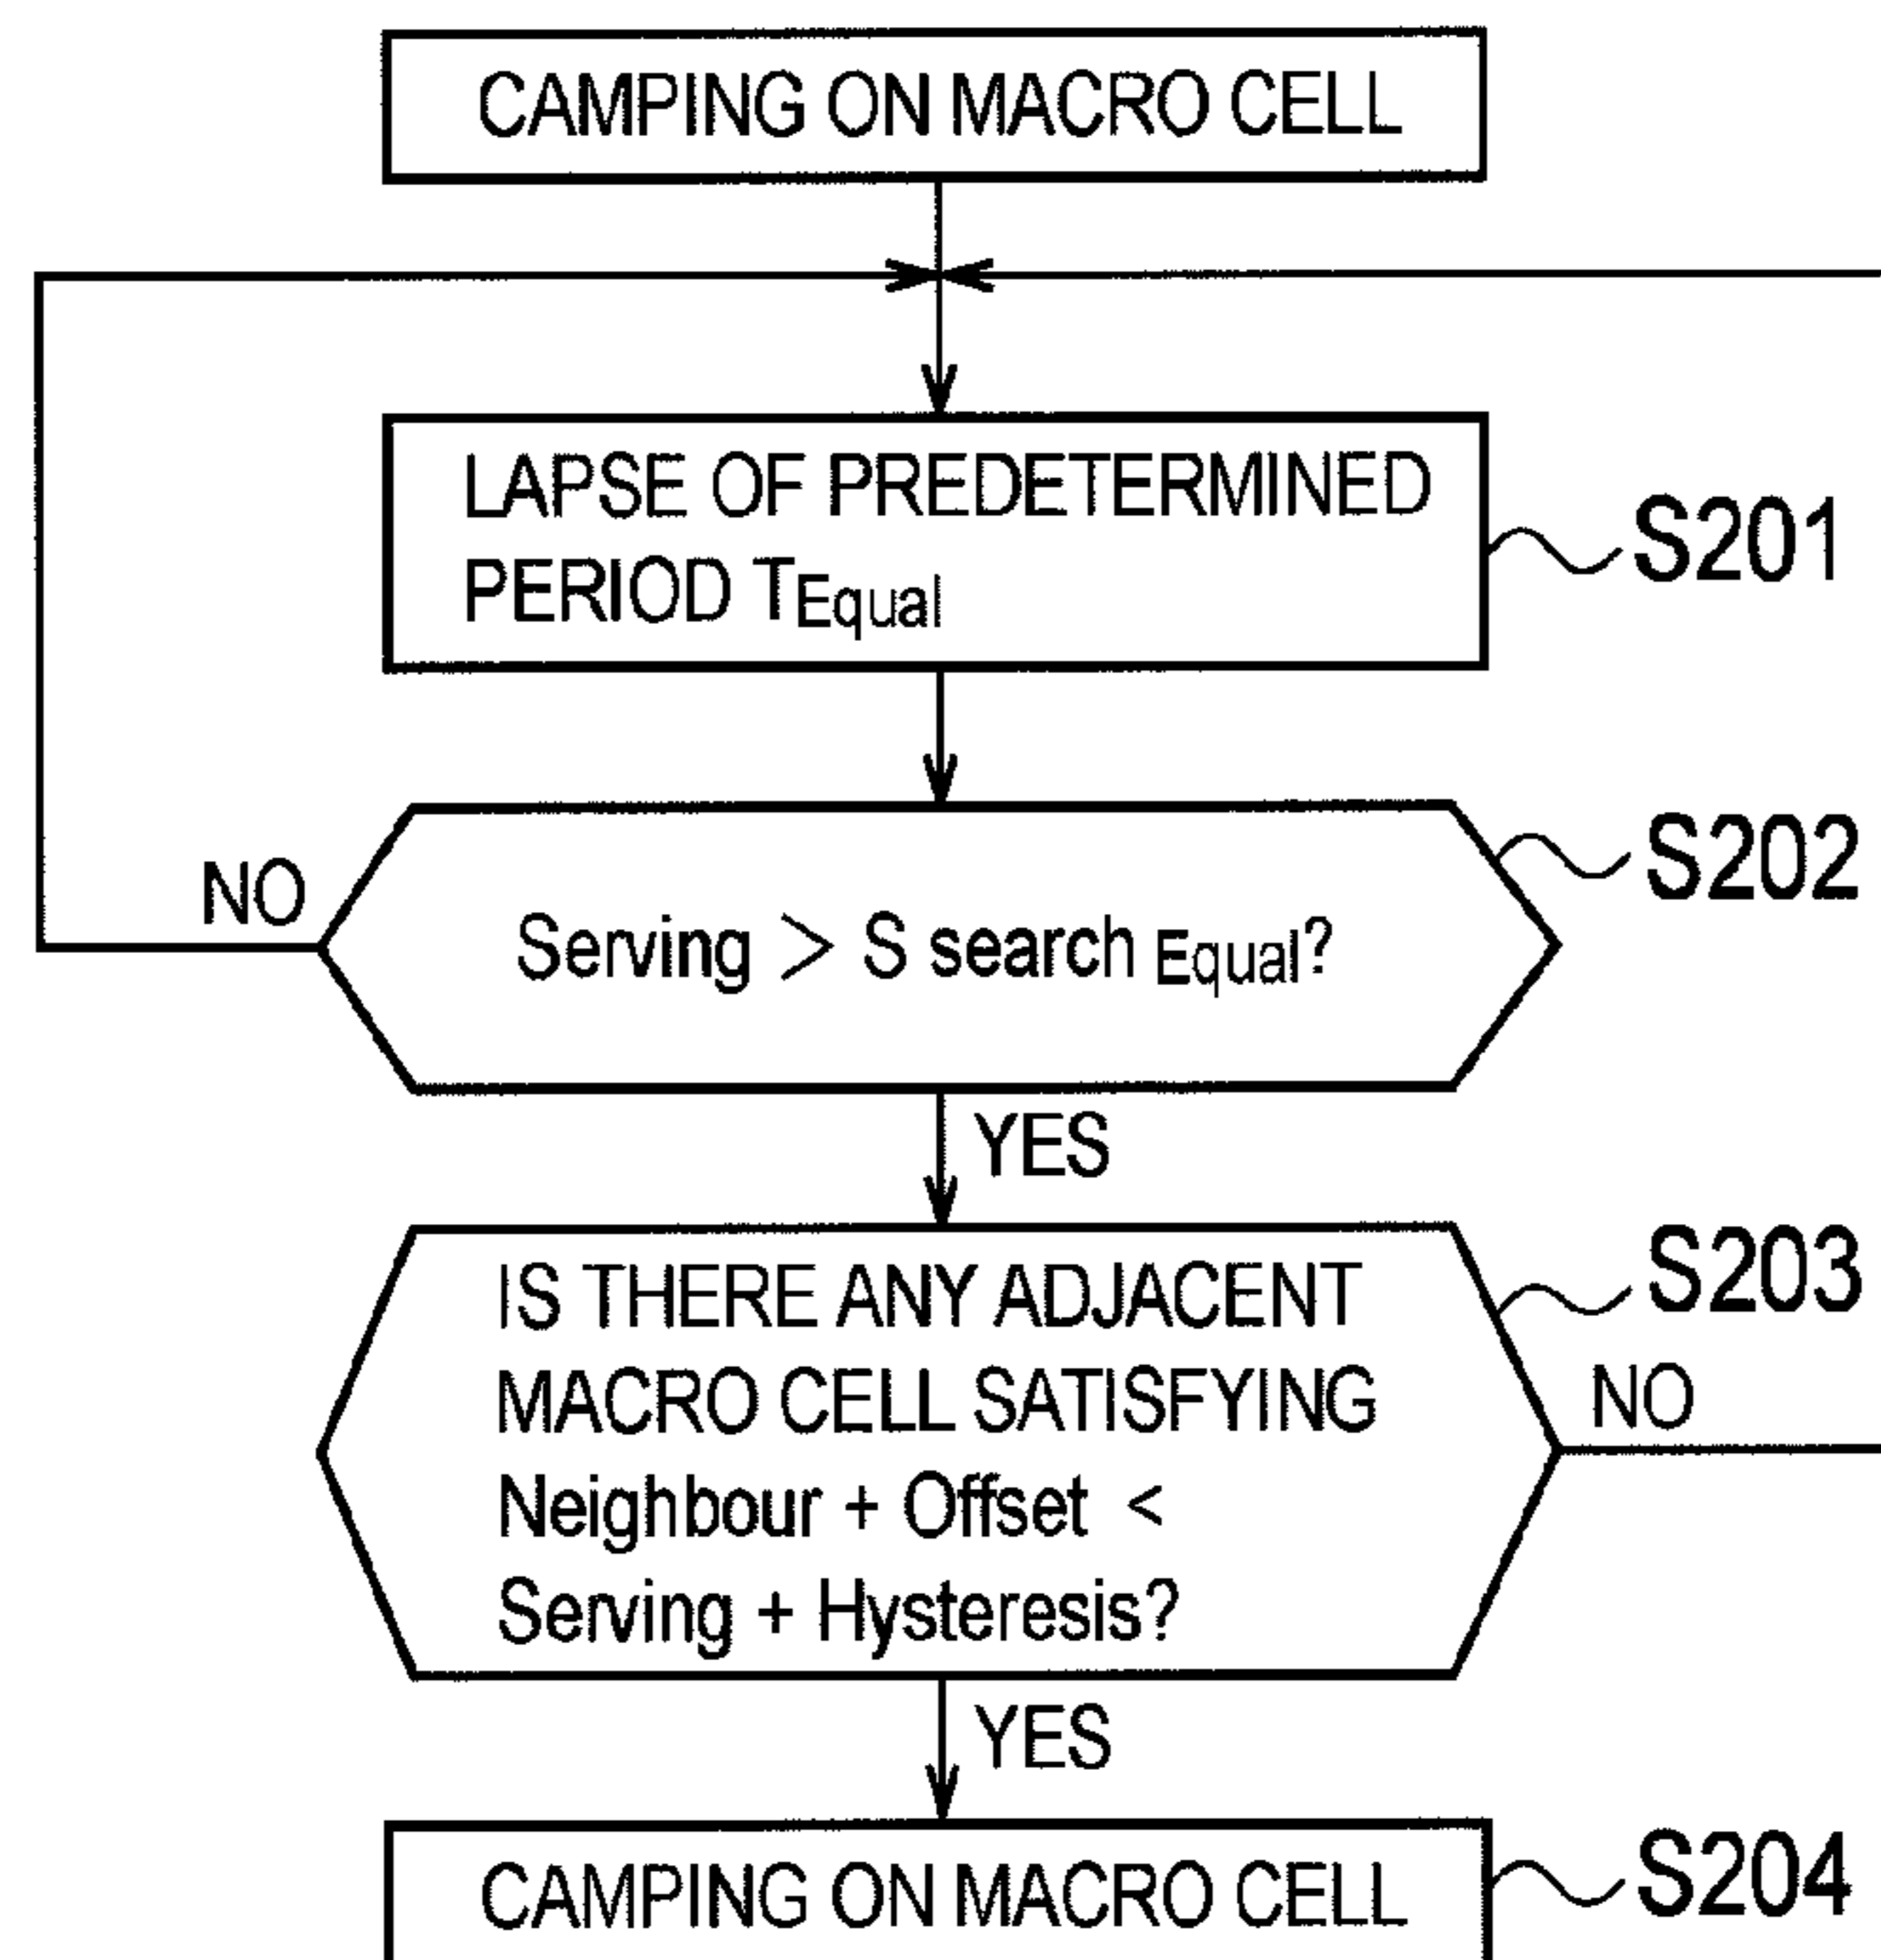 CAMPING ON MACRO CELL
LAPSE OF PREDETERMINED
PERIOD TEqual
S201
S202
NO
Serving > S search Equal?
YES
S203
IS THERE ANY ADJACENT
MACRO CELL SATISFYING
Neighbour + Offset <
Serving + Hysteresis?
NO
YES
CAMPING ON MACRO CELL
S204